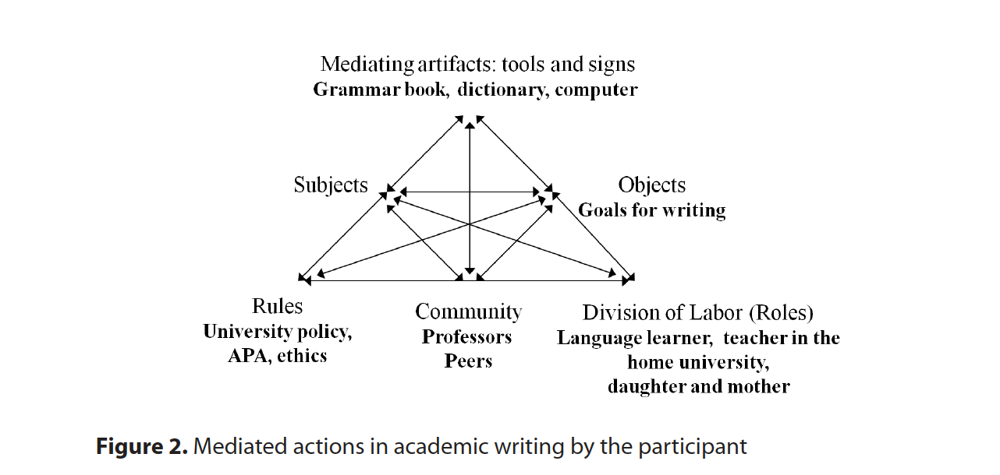 Mediating artifacts: tools and signs
Grammar book, dictionary, computer
Subjects
Objects
Goals for writing
Rules
University policy,
APA, ethics
Community
Professors
Peers
Division of Labor (Roles)
Language learner, teacher in the
home university,
daughter and mother
Figure 2. Mediated actions in academic writing by the participant